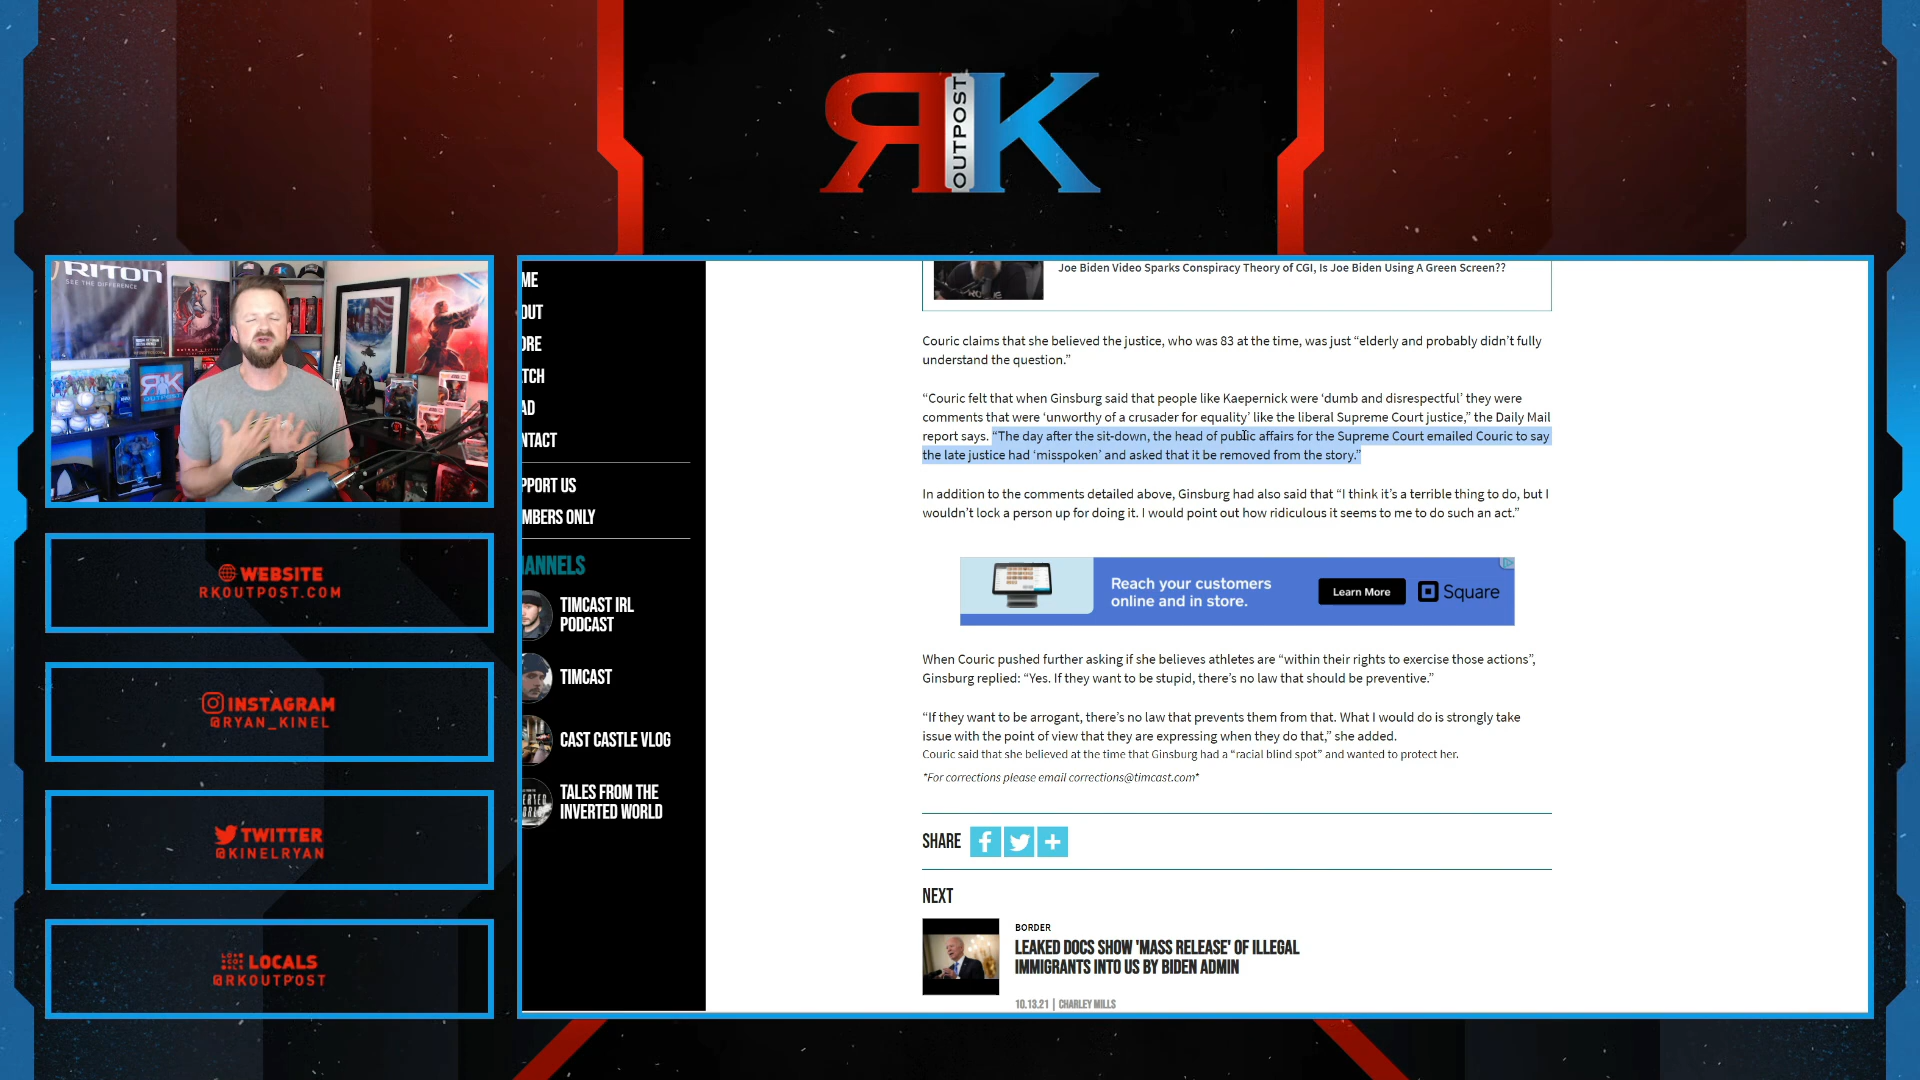 RK
OUTPOST
RITON
SEE THE DIFFERENCE
RK
OUTPOST
WEBSITE
RKOUTPOST.COM
INSTAGRAM
@RYAN_KINEL
TWITTER
@KINELRYAN
LOCALS
@RKOUTPOST
ME
OUT
ORE
TCH
AD
NTACT
PPORT US
MBERS ONLY
ANNELS
TIMCAST IRL
PODCAST
TIMCAST
CAST CASTLE VLOG
TALES FROM THE
INVERTED WORLD
Joe Biden Video Sparks Conspiracy Theory of CGI, Is Joe Biden Using A Green Screen??
Couric claims that she believed the justice, who was 83 at the time, was just “elderly and probably didn’t fully
understand the question.”
“Couric felt that when Ginsburg said that people like Kaepernick were ‘dumb and disrespectful’ they were
comments that were ‘unworthy of a crusader for equality’ like the liberal Supreme Court justice,” the Daily Mail
report says. “The day after the sit-down, the head of public affairs for the Supreme Court emailed Couric to say
the late justice had ‘misspoken’ and asked that it be removed from the story.”
In addition to the comments detailed above, Ginsburg had also said that “I think it’s a terrible thing to do, but I
wouldn’t lock a person up for doing it. I would point out how ridiculous it seems to me to do such an act.”
Reach your customers
online and in store.
Learn More
Square
When Couric pushed further asking if she believes athletes are “within their rights to exercise those actions”,
Ginsburg replied: “Yes. If they want to be stupid, there’s no law that should be preventive.”
“If they want to be arrogant, there’s no law that prevents them from that. What I would do is strongly take
issue with the point of view that they are expressing when they do that,” she added.
Couric said that she believed at the time that Ginsburg had a “racial blind spot” and wanted to protect her.
*For corrections please email corrections@timcast.com*
SHARE
NEXT
BORDER
LEAKED DOCS SHOW 'MASS RELEASE' OF ILLEGAL
IMMIGRANTS INTO US BY BIDEN ADMIN
10.13.21 | CHARLEY MILLS